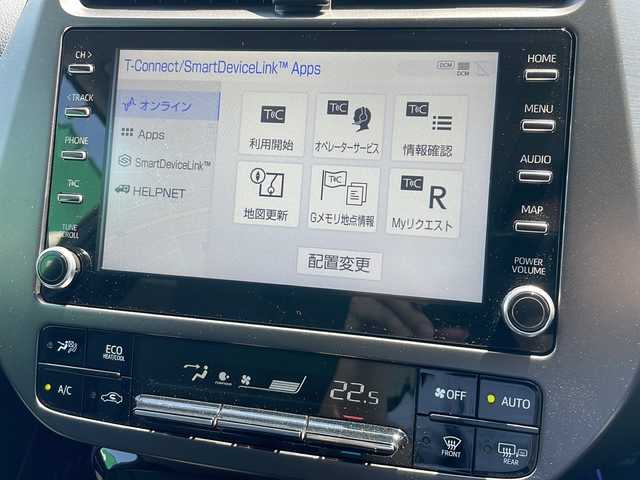 CH >
< TRACK
PHONE
T C
TUNE
SCROLL
T-Connect/SmartDeviceLink™ Apps
DCM
DCM
オンライン
Apps
SmartDeviceLink™
HELPNET
T C
利用開始
T C
オペレーターサービス
T C
情報確認
地図更新
T C
Gメモリ地点情報
T C R
Myリクエスト
配置変更
HOME
MENU
AUDIO
MAP
POWER
VOLUME
ECO
HEAT/COOL
A/C
22.5
OFF
AUTO
FRONT
REAR